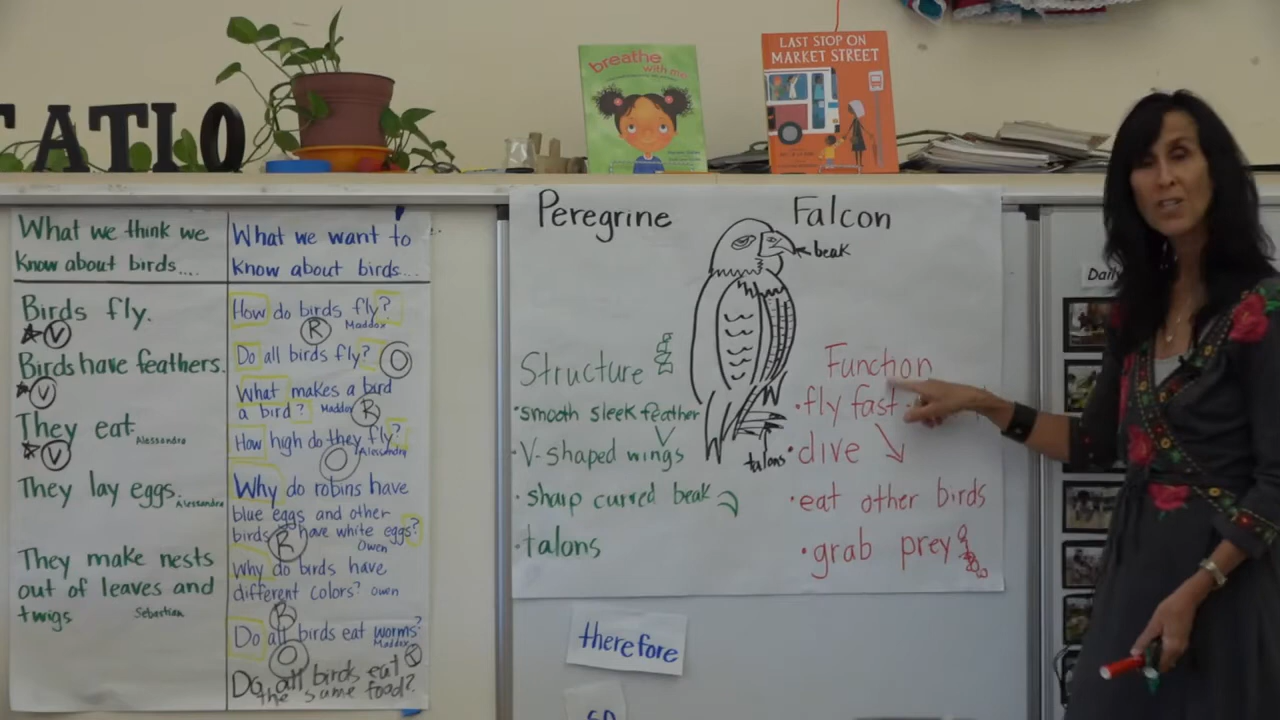 TATIO
breathe
with me
LAST STOP ON
MARKET STREET
What we think we
know about birds....
Birds fly.
V
Birds have feathers.
V
They eat.
Alessandra
V
They lay eggs.
Alessandra
They make nests
out of leaves and
twigs
Sebastian
What we want to
know about birds....
How do birds fly?
R
Maddox
Do all birds fly?
O
What makes a bird
a bird?
Maddox
R
How high do they fly?
Alessandra
O
Why do robins have
blue eggs and other
birds have white eggs?
R
Owen
Why do birds have
different colors? Owen
R
Do all birds eat worms?
Maddox
O
R
Do all birds eat
the same food?
Peregrine Falcon
beak
talons
Structure
•smooth sleek feather
•V-shaped wings
•sharp curved beak
•talons
Function
•fly fast
•dive
•eat other birds
•grab prey
therefore
so
Daily